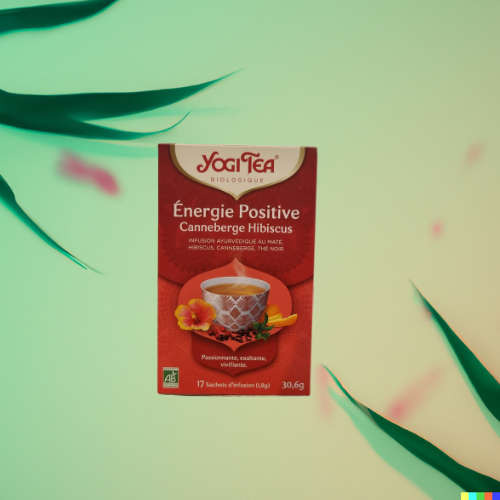 YOGI TEA®
BIOLOGIQUE
Énergie Positive
Canneberge Hibiscus
INFUSION AYURVÉDIQUE AU MATÉ,
HIBISCUS, CANNEBERGE, THÉ NOIR
Passionnante, exaltante,
vivifiante.
AB
17 Sachets d'infusion (1,8g) 30,6g